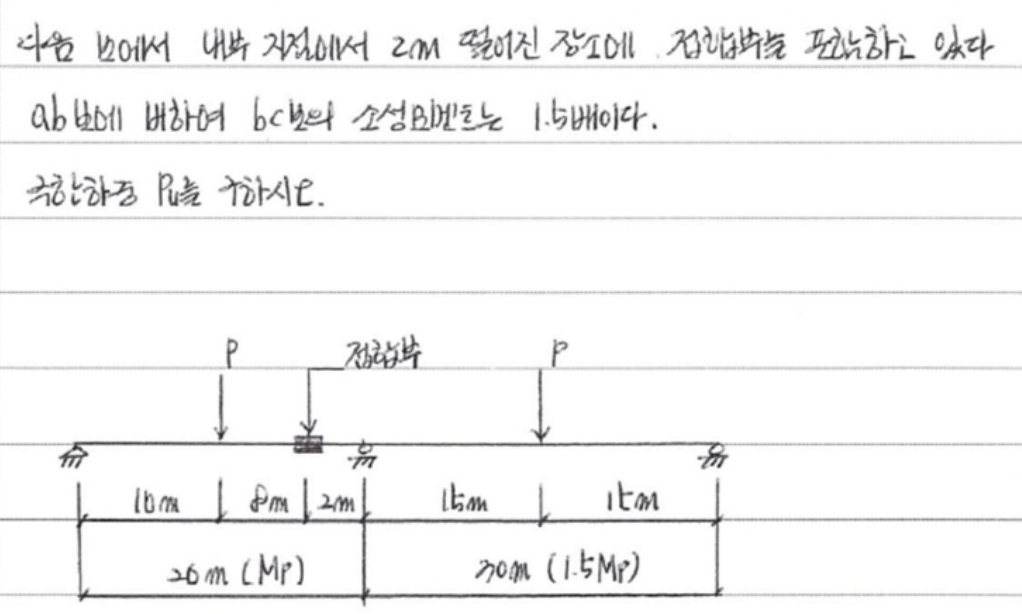 다음 보에서 내부 지점에서 2m 떨어진 장소에 접합부를 포함하고 있다
ab보에 비하여 bc보의 소성모멘트는 1.5배이다.
극한하중 Pu를 구하시오.
P 접합부 P
10m 8m 2m 15m 15m
20m (Mp) 30m (1.5Mp)